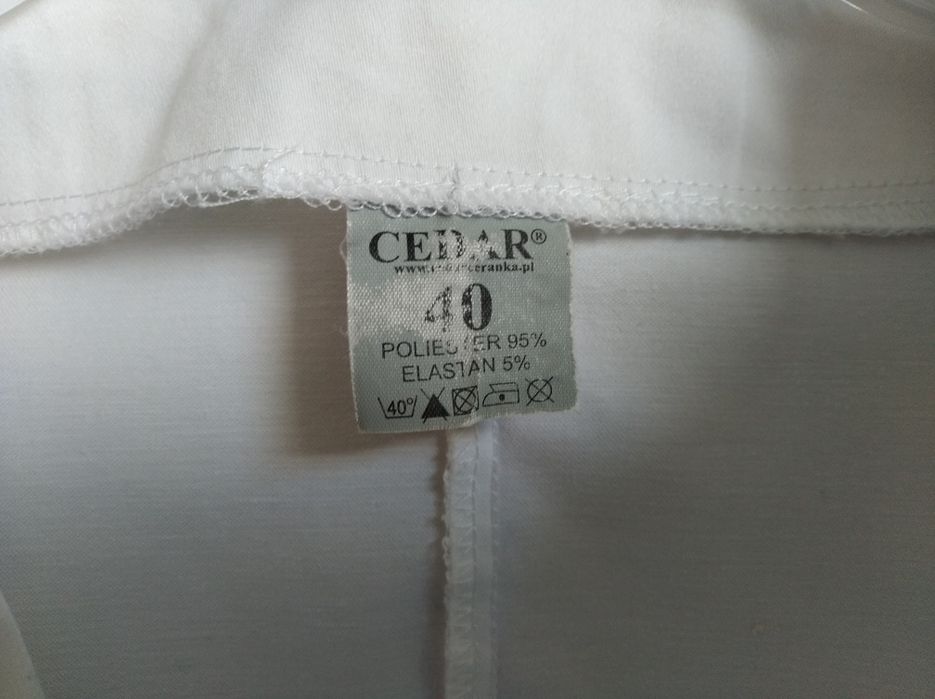 CEDAR®
40
POLIESTER 95%
ELASTAN 5%
40°